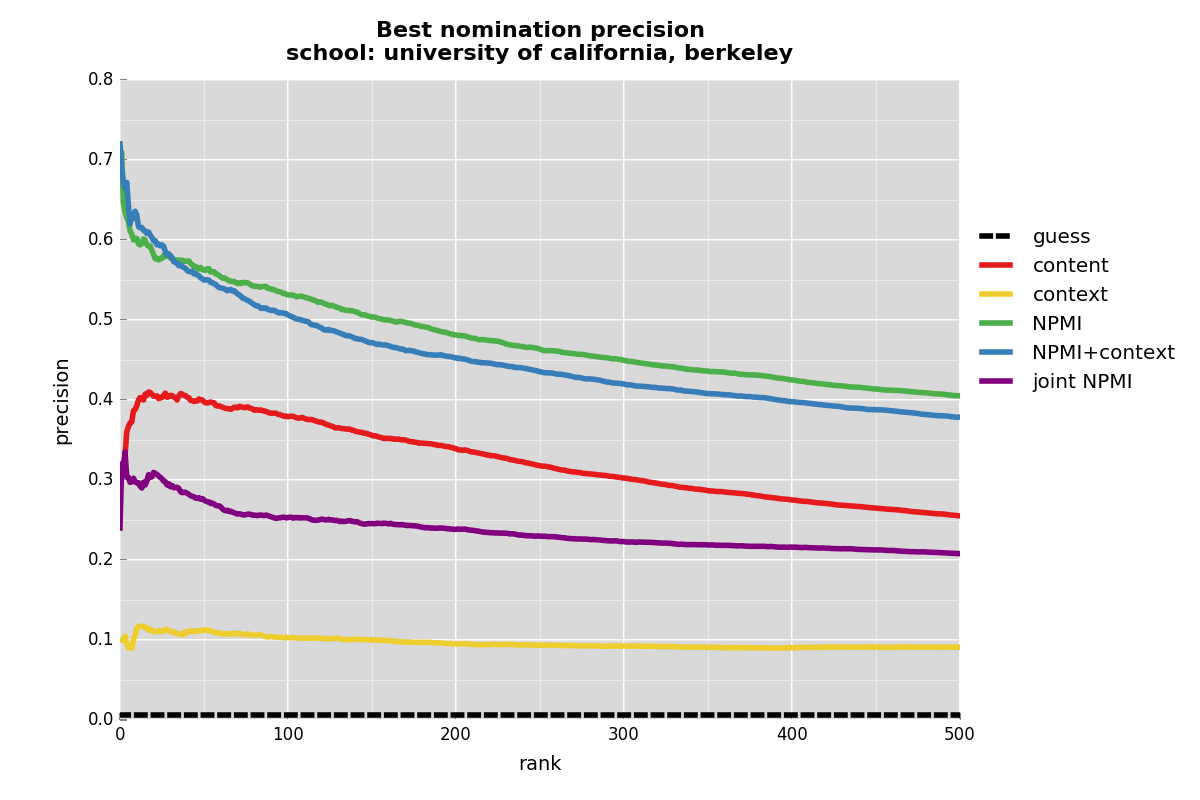 Best nomination precision
school: university of california, berkeley
precision
0.8
0.7
0.6
0.5
0.4
0.3
0.2
0.1
0.0
0 100 200 300 400 500
rank
guess
content
context
NPMI
NPMI+context
joint NPMI